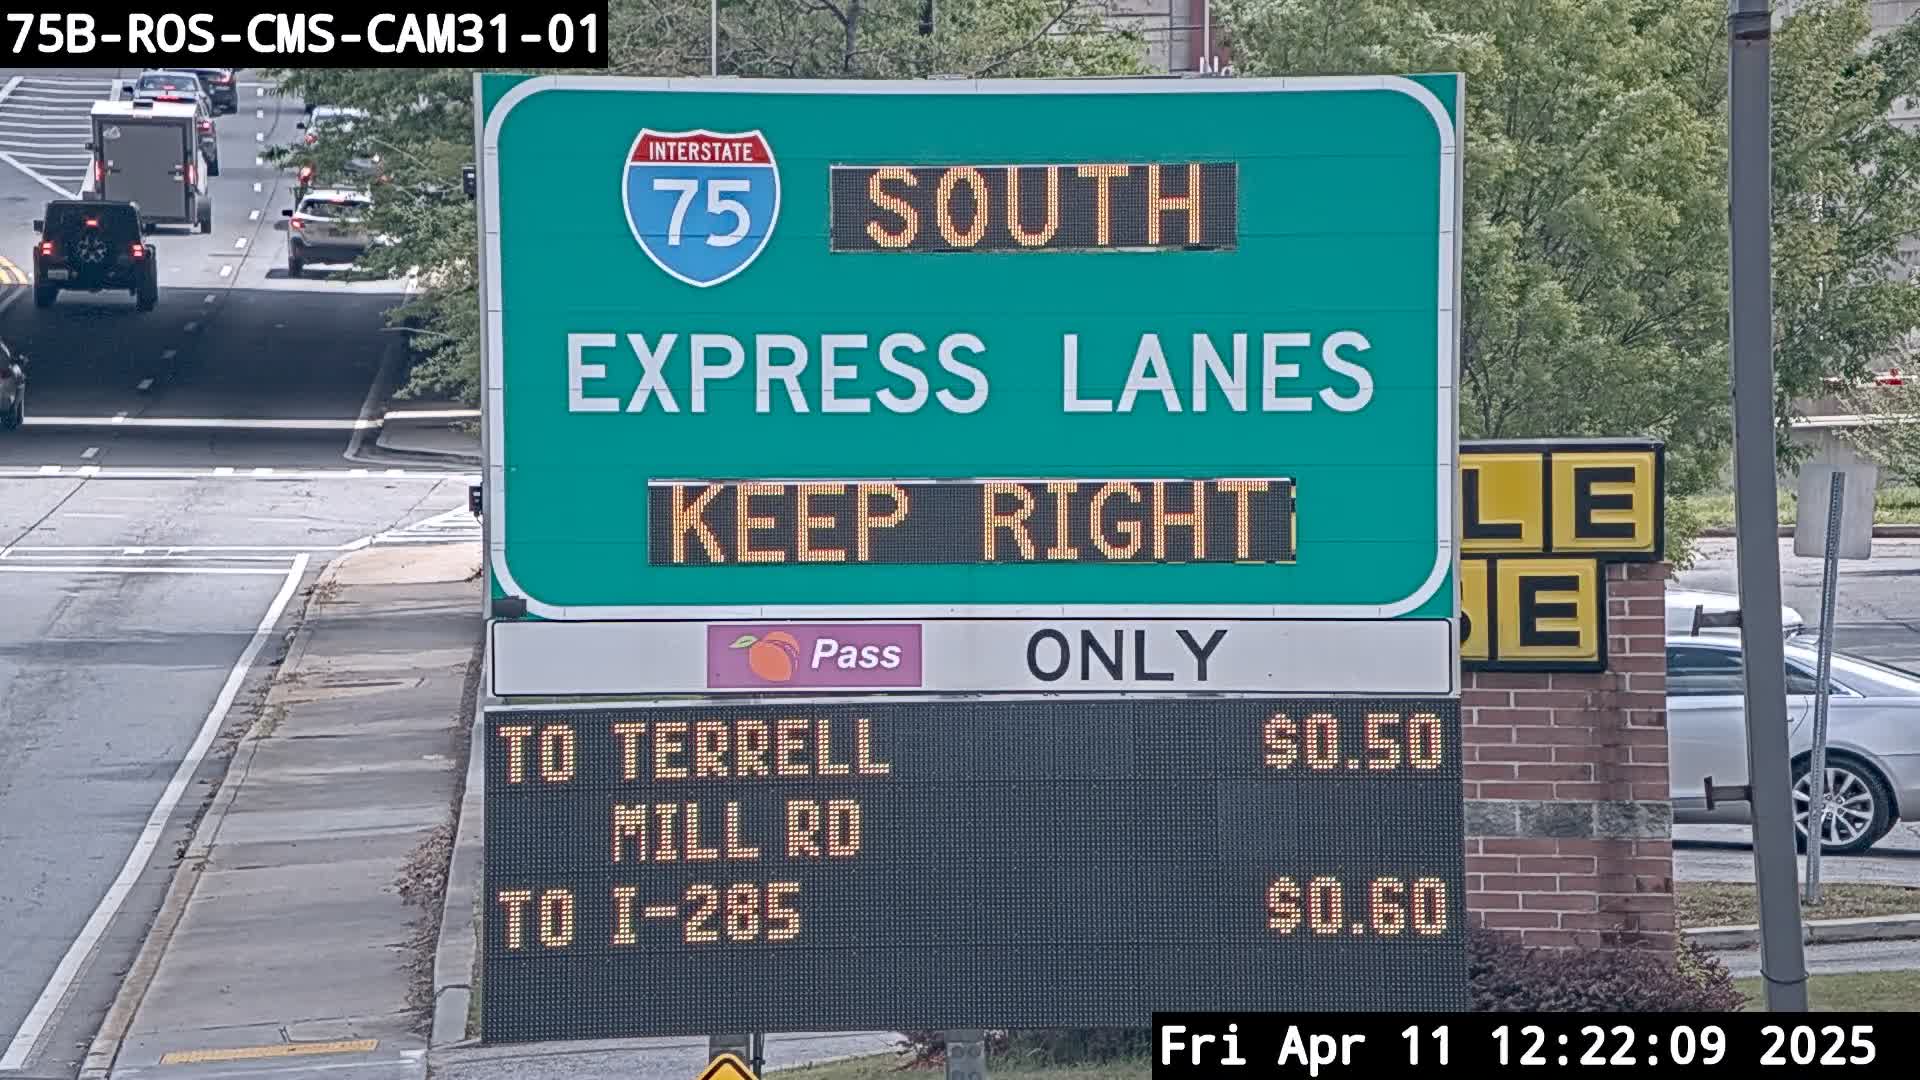 75B-ROS-CMS-CAM31-01
INTERSTATE
75
SOUTH
EXPRESS LANES
KEEP RIGHT
Pass ONLY
TO TERRELL $0.50
MILL RD
TO I-285 $0.60
LE
E
Fri Apr 11 12:22:09 2025